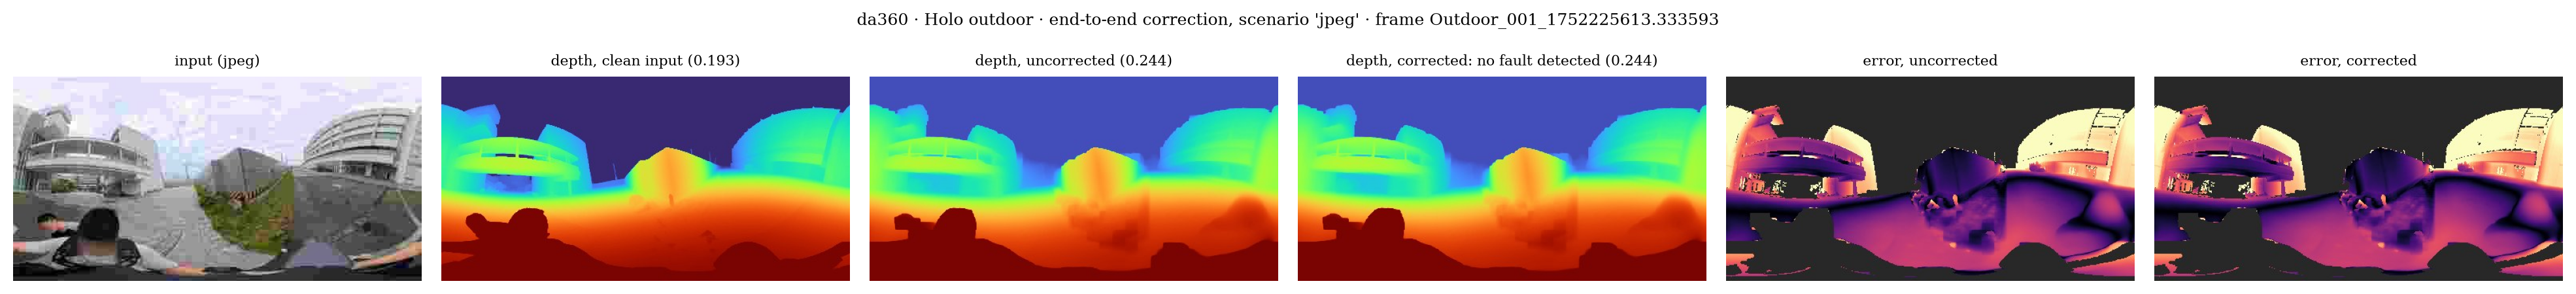 da360 · Holo outdoor · end-to-end correction, scenario 'jpeg' · frame Outdoor_001_1752225613.333593
input (jpeg)
depth, clean input (0.193)
depth, uncorrected (0.244)
depth, corrected: no fault detected (0.244)
error, uncorrected
error, corrected